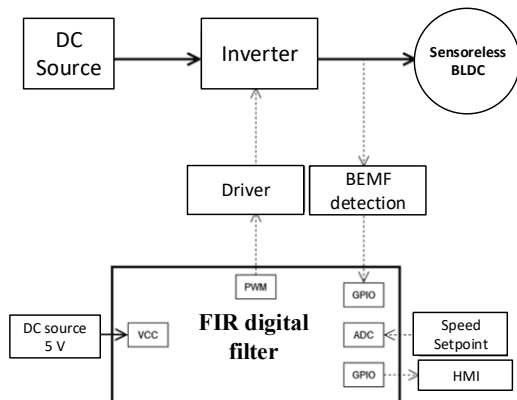 DC
Source
Inverter
Sensoreless
BLDC
Driver
BEMF
detection
PWM
GPIO
FIR digital
filter
DC source
5 V
VCC
ADC
Speed
Setpoint
GPIO
HMI